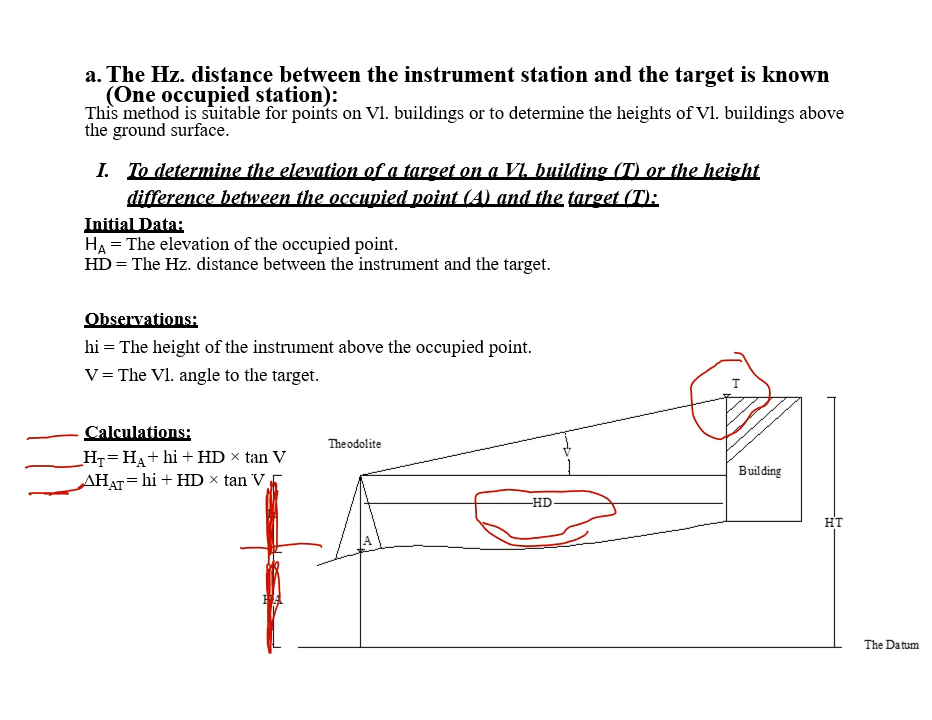 a. The Hz. distance between the instrument station and the target is known
(One occupied station):
This method is suitable for points on Vl. buildings or to determine the heights of Vl. buildings above
the ground surface.
I. To determine the elevation of a target on a Vl. building (T) or the height
difference between the occupied point (A) and the target (T):
Initial Data:
HA = The elevation of the occupied point.
HD = The Hz. distance between the instrument and the target.
Observations:
hi = The height of the instrument above the occupied point.
V = The Vl. angle to the target.
Calculations:
HT = HA + hi + HD × tan V
ΔHAT = hi + HD × tan V
T
Theodolite
V
Building
HD
HT
A
HA
The Datum